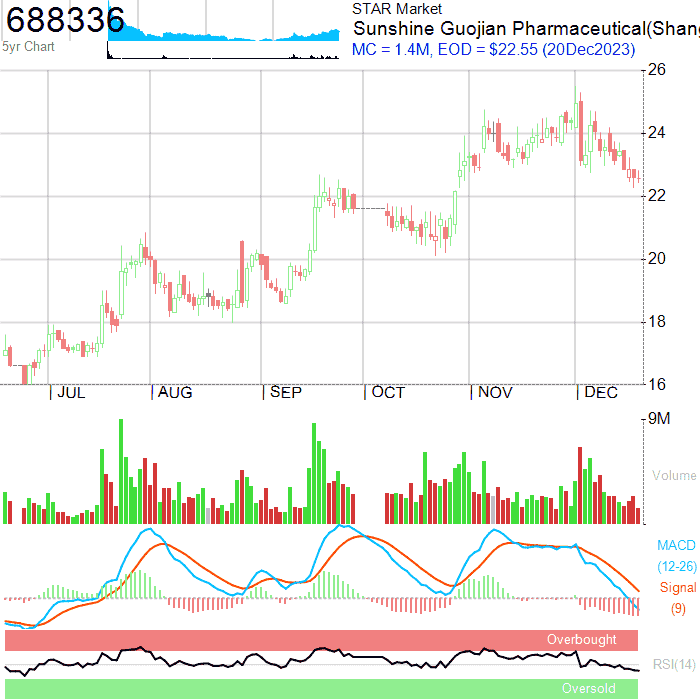 688336
5yr Chart
STAR Market
Sunshine Guojian Pharmaceutical(Shang
MC = 1.4M, EOD = $22.55 (20Dec2023)
26
24
22
20
18
16
JUL
AUG
SEP
OCT
NOV
DEC
9M
Volume
MACD
(12-26)
Signal
(9)
Overbought
RSI(14)
Oversold